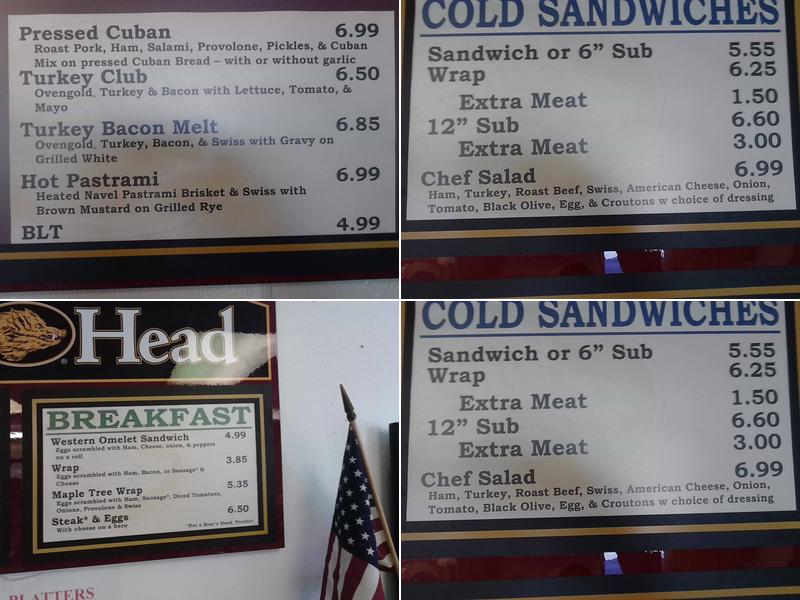 Pressed Cuban 6.99
Roast Pork, Ham, Salami, Provolone, Pickles, & Cuban
Mix on pressed Cuban Bread – with or without garlic
Turkey Club 6.50
Ovengold, Turkey & Bacon with Lettuce, Tomato, &
Mayo
Turkey Bacon Melt 6.85
Ovengold, Turkey, Bacon, & Swiss with Gravy on
Grilled White
Hot Pastrami 6.99
Heated Navel Pastrami Brisket & Swiss with
Brown Mustard on Grilled Rye
BLT 4.99
COLD SANDWICHES
Sandwich or 6” Sub 5.55
Wrap 6.25
Extra Meat 1.50
12” Sub 6.60
Extra Meat 3.00
Chef Salad 6.99
Ham, Turkey, Roast Beef, Swiss, American Cheese, Onion,
Tomato, Black Olive, Egg, & Croutons w choice of dressing
® Head
BREAKFAST
Western Omelet Sandwich 4.99
Eggs scrambled with Ham, Cheese, onion, & peppers
on a roll
Wrap 3.85
Eggs scrambled with Ham, Bacon, or Sausage* &
Cheese
Maple Tree Wrap 5.35
Eggs scrambled with Ham, Sausage*, Diced Tomatoes,
Onions, Provolone & Swiss
Steak* & Eggs 6.50
With cheese on a hero
*Not a Boar's Head, Product
PLATTERS
COLD SANDWICHES
Sandwich or 6” Sub 5.55
Wrap 6.25
Extra Meat 1.50
12” Sub 6.60
Extra Meat 3.00
Chef Salad 6.99
Ham, Turkey, Roast Beef, Swiss, American Cheese, Onion,
Tomato, Black Olive, Egg, & Croutons w choice of dressing